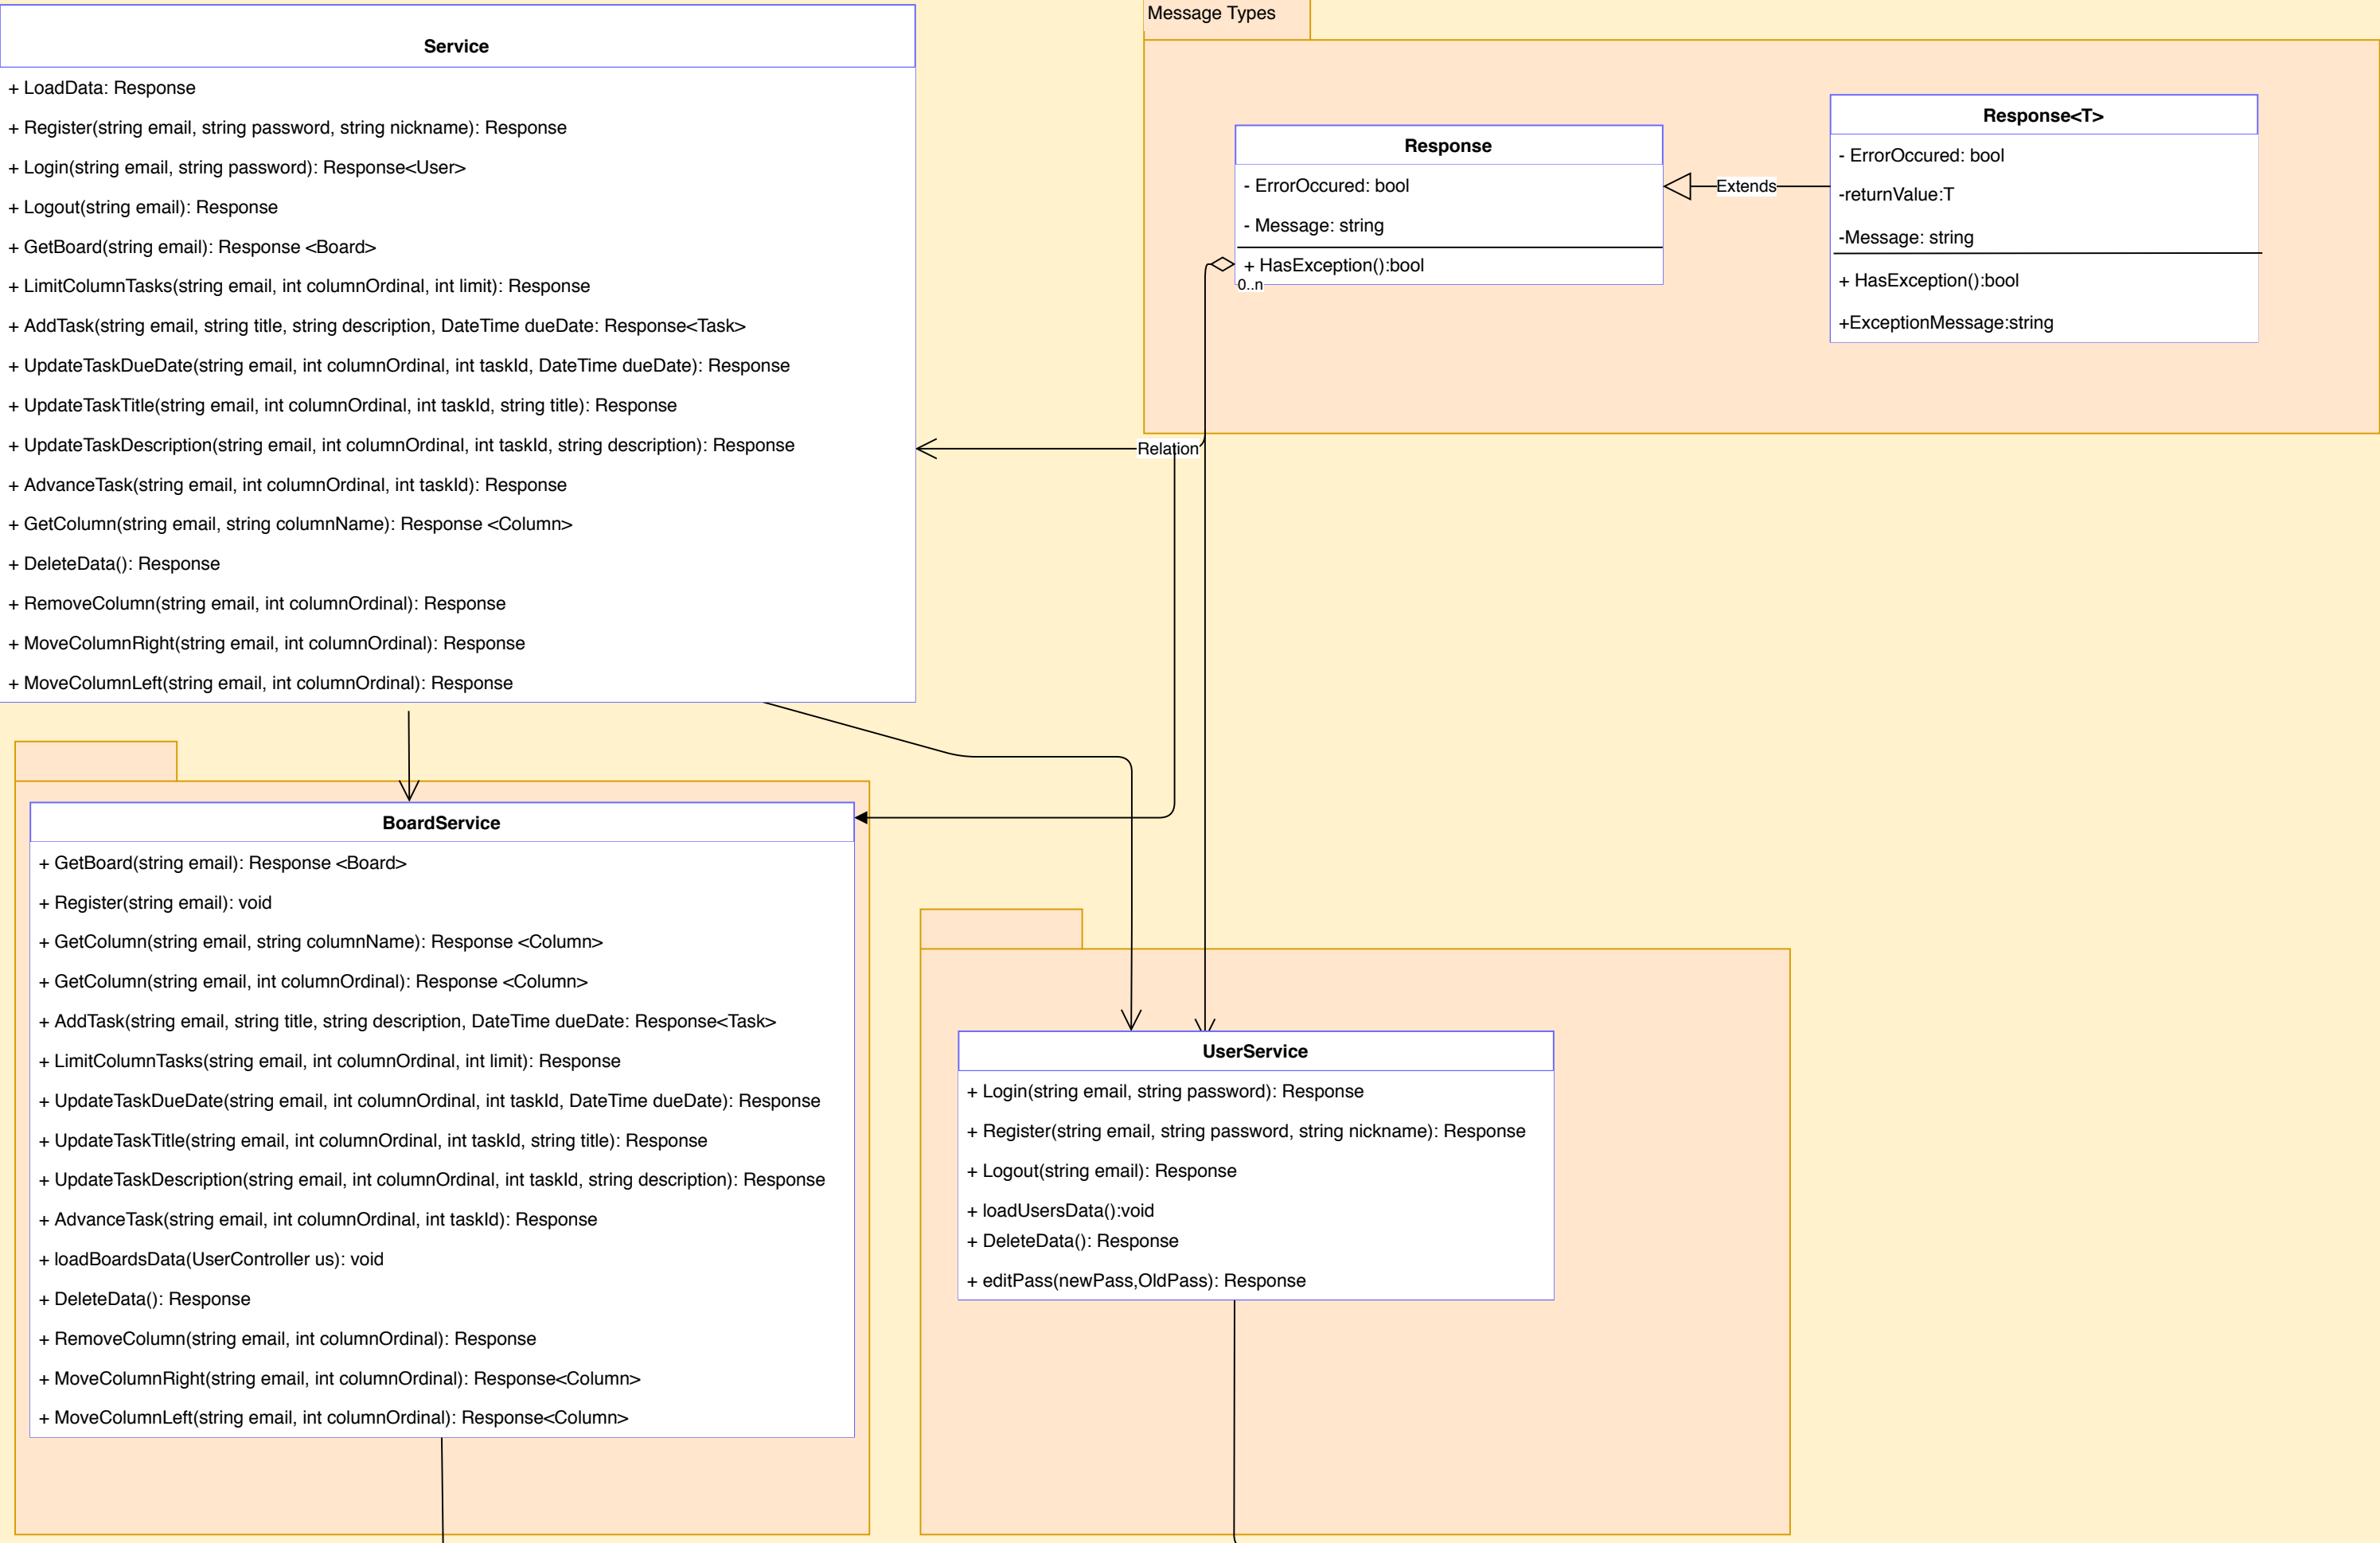 Service
+ LoadData: Response
+ Register(string email, string password, string nickname): Response
+ Login(string email, string password): Response<User>
+ Logout(string email): Response
+ GetBoard(string email): Response <Board>
+ LimitColumnTasks(string email, int columnOrdinal, int limit): Response
+ AddTask(string email, string title, string description, DateTime dueDate: Response<Task>
+ UpdateTaskDueDate(string email, int columnOrdinal, int taskId, DateTime dueDate): Response
+ UpdateTaskTitle(string email, int columnOrdinal, int taskId, string title): Response
+ UpdateTaskDescription(string email, int columnOrdinal, int taskId, string description): Response
+ AdvanceTask(string email, int columnOrdinal, int taskId): Response
+ GetColumn(string email, string columnName): Response <Column>
+ DeleteData(): Response
+ RemoveColumn(string email, int columnOrdinal): Response
+ MoveColumnRight(string email, int columnOrdinal): Response
+ MoveColumnLeft(string email, int columnOrdinal): Response
Message Types
Response
- ErrorOccured: bool
- Message: string
+ HasException():bool
0..n
Extends
Response<T>
- ErrorOccured: bool
-returnValue:T
-Message: string
+ HasException():bool
+ExceptionMessage:string
Relation
BoardService
+ GetBoard(string email): Response <Board>
+ Register(string email): void
+ GetColumn(string email, string columnName): Response <Column>
+ GetColumn(string email, int columnOrdinal): Response <Column>
+ AddTask(string email, string title, string description, DateTime dueDate: Response<Task>
+ LimitColumnTasks(string email, int columnOrdinal, int limit): Response
+ UpdateTaskDueDate(string email, int columnOrdinal, int taskId, DateTime dueDate): Response
+ UpdateTaskTitle(string email, int columnOrdinal, int taskId, string title): Response
+ UpdateTaskDescription(string email, int columnOrdinal, int taskId, string description): Response
+ AdvanceTask(string email, int columnOrdinal, int taskId): Response
+ loadBoardsData(UserController us): void
+ DeleteData(): Response
+ RemoveColumn(string email, int columnOrdinal): Response
+ MoveColumnRight(string email, int columnOrdinal): Response<Column>
+ MoveColumnLeft(string email, int columnOrdinal): Response<Column>
UserService
+ Login(string email, string password): Response
+ Register(string email, string password, string nickname): Response
+ Logout(string email): Response
+ loadUsersData():void
+ DeleteData(): Response
+ editPass(newPass,OldPass): Response